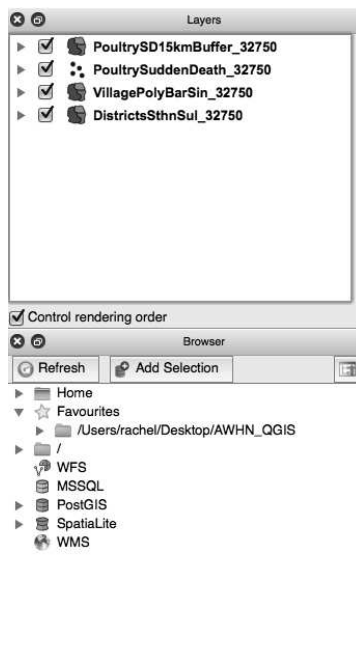 Layers
PoultrySD15kmBuffer_32750
PoultrySuddenDeath_32750
VillagePolyBarSin_32750
DistrictsSthnSul_32750
Control rendering order
Browser
Refresh Add Selection
Home
Favourites
/Users/rachel/Desktop/AWHN_QGIS
/
WFS
MSSQL
PostGIS
SpatiaLite
WMS